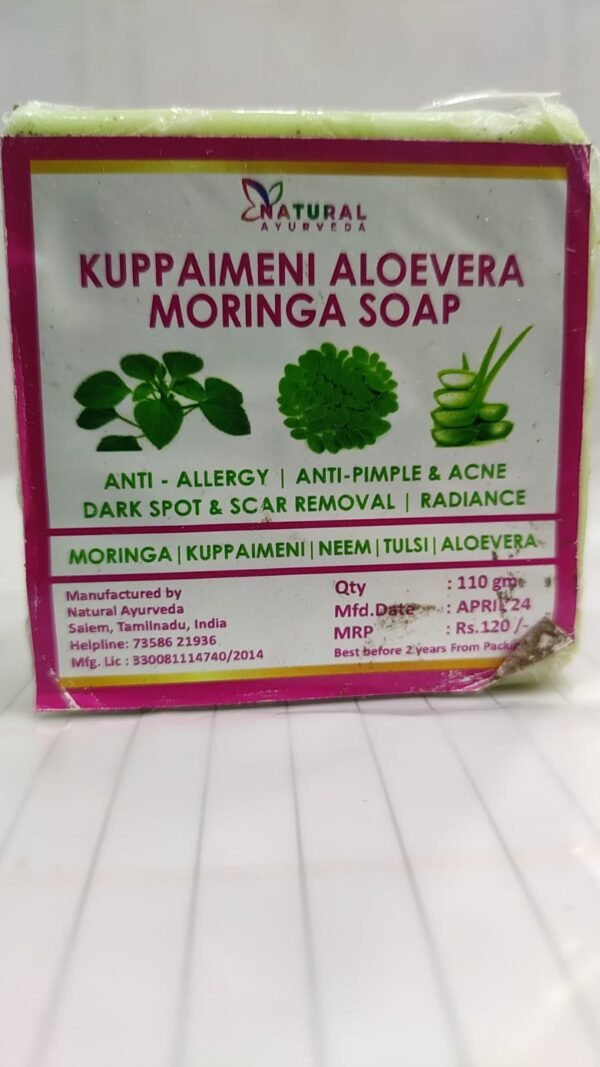 NATURAL
AYURVEDA
KUPPAIMENI ALOEVERA
MORINGA SOAP
ANTI - ALLERGY | ANTI-PIMPLE & ACNE
DARK SPOT & SCAR REMOVAL | RADIANCE
MORINGA | KUPPAIMENI | NEEM | TULSI | ALOEVERA
Manufactured by
Natural Ayurveda
Salem, Tamilnadu, India
Helpline: 73586 21936
Mfg. Lic : 330081114740/2014
Qty : 110 gm
Mfd.Date : APRIL'24
MRP : Rs.120 /-
Best before 2 years From